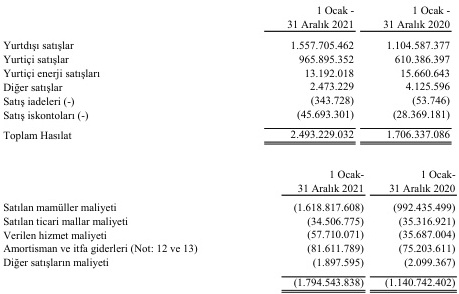 1 Ocak - 1 Ocak -
31 Aralık 2021 31 Aralık 2020
Yurtdışı satışlar 1.557.705.462 1.104.587.377
Yurtiçi satışlar 965.895.352 610.386.397
Yurtiçi enerji satışları 13.192.018 15.660.643
Diğer satışlar 2.473.229 4.125.596
Satış iadeleri (-) (343.728) (53.746)
Satış iskontoları (-) (45.693.301) (28.369.181)
Toplam Hasılat 2.493.229.032 1.706.337.086
1 Ocak- 1 Ocak-
31 Aralık 2021 31 Aralık 2020
Satılan mamüller maliyeti (1.618.817.608) (992.435.499)
Satılan ticari mallar maliyeti (34.506.775) (35.316.921)
Verilen hizmet maliyeti (57.710.071) (35.687.004)
Amortisman ve itfa giderleri (Not: 12 ve 13) (81.611.789) (75.203.611)
Diğer satışların maliyeti (1.897.595) (2.099.367)
(1.794.543.838) (1.140.742.402)